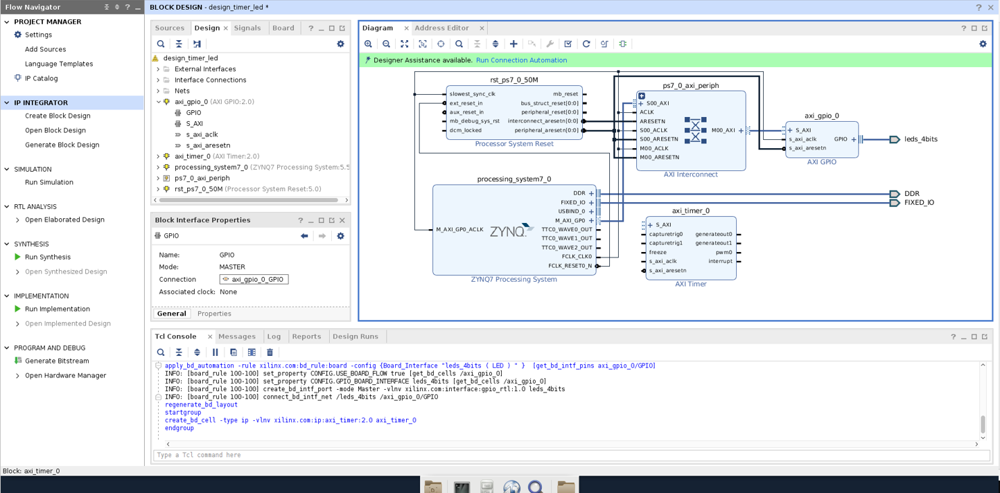 Flow Navigator
PROJECT MANAGER
Settings
Add Sources
Language Templates
IP Catalog
IP INTEGRATOR
Create Block Design
Open Block Design
Generate Block Design
SIMULATION
Run Simulation
RTL ANALYSIS
Open Elaborated Design
SYNTHESIS
Run Synthesis
Open Synthesized Design
IMPLEMENTATION
Run Implementation
Open Implemented Design
PROGRAM AND DEBUG
Generate Bitstream
Open Hardware Manager
BLOCK DESIGN - design_timer_led *
Sources Design Signals Board
design_timer_led
External Interfaces
Interface Connections
Nets
axi_gpio_0 (AXI GPIO:2.0)
GPIO
S_AXI
s_axi_aclk
s_axi_aresetn
axi_timer_0 (AXI Timer:2.0)
processing_system7_0 (ZYNQ7 Processing System:5.5
ps7_0_axi_periph
rst_ps7_0_50M (Processor System Reset:5.0)
Block Interface Properties
GPIO
Name: GPIO
Mode: MASTER
Connection axi_gpio_0_GPIO
Associated clock: None
General Properties
Diagram Address Editor
Designer Assistance available. Run Connection Automation
rst_ps7_0_50M
slowest_sync_clk mb_reset
ext_reset_in bus_struct_reset[0:0]
aux_reset_in peripheral_reset[0:0]
mb_debug_sys_rst interconnect_aresetn[0:0]
dcm_locked peripheral_aresetn[0:0]
Processor System Reset
ps7_0_axi_periph
S00_AXI
ACLK
ARESETN
S00_ACLK M00_AXI
S00_ARESETN
M00_ACLK
M00_ARESETN
AXI Interconnect
axi_gpio_0
S_AXI
s_axi_aclk GPIO
s_axi_aresetn
AXI GPIO
leds_4bits
processing_system7_0
DDR
FIXED_IO
USBIND_0
M_AXI_GP0
M_AXI_GP0_ACLK ZYNQ TTC0_WAVE0_OUT
TTC0_WAVE1_OUT
TTC0_WAVE2_OUT
FCLK_CLK0
FCLK_RESET0_N
ZYNQ7 Processing System
DDR
FIXED_IO
axi_timer_0
S_AXI
capturetrig0 generateout0
capturetrig1 generateout1
freeze pwm0
s_axi_aclk interrupt
s_axi_aresetn
AXI Timer
Tcl Console Messages Log Reports Design Runs
apply_bd_automation -rule xilinx.com:bd_rule:board -config {Board_Interface "leds_4bits ( LED ) " }  [get_bd_intf_pins axi_gpio_0/GPIO]
INFO: [board_rule 100-100] set_property CONFIG.USE_BOARD_FLOW true [get_bd_cells /axi_gpio_0]
INFO: [board_rule 100-100] set_property CONFIG.GPIO_BOARD_INTERFACE leds_4bits [get_bd_cells /axi_gpio_0]
INFO: [board_rule 100-100] create_bd_intf_port -mode Master -vlnv xilinx.com:interface:gpio_rtl:1.0 leds_4bits
INFO: [board_rule 100-100] connect_bd_intf_net /leds_4bits /axi_gpio_0/GPIO
regenerate_bd_layout
startgroup
create_bd_cell -type ip -vlnv xilinx.com:ip:axi_timer:2.0 axi_timer_0
endgroup
Type a Tcl command here
Block: axi_timer_0